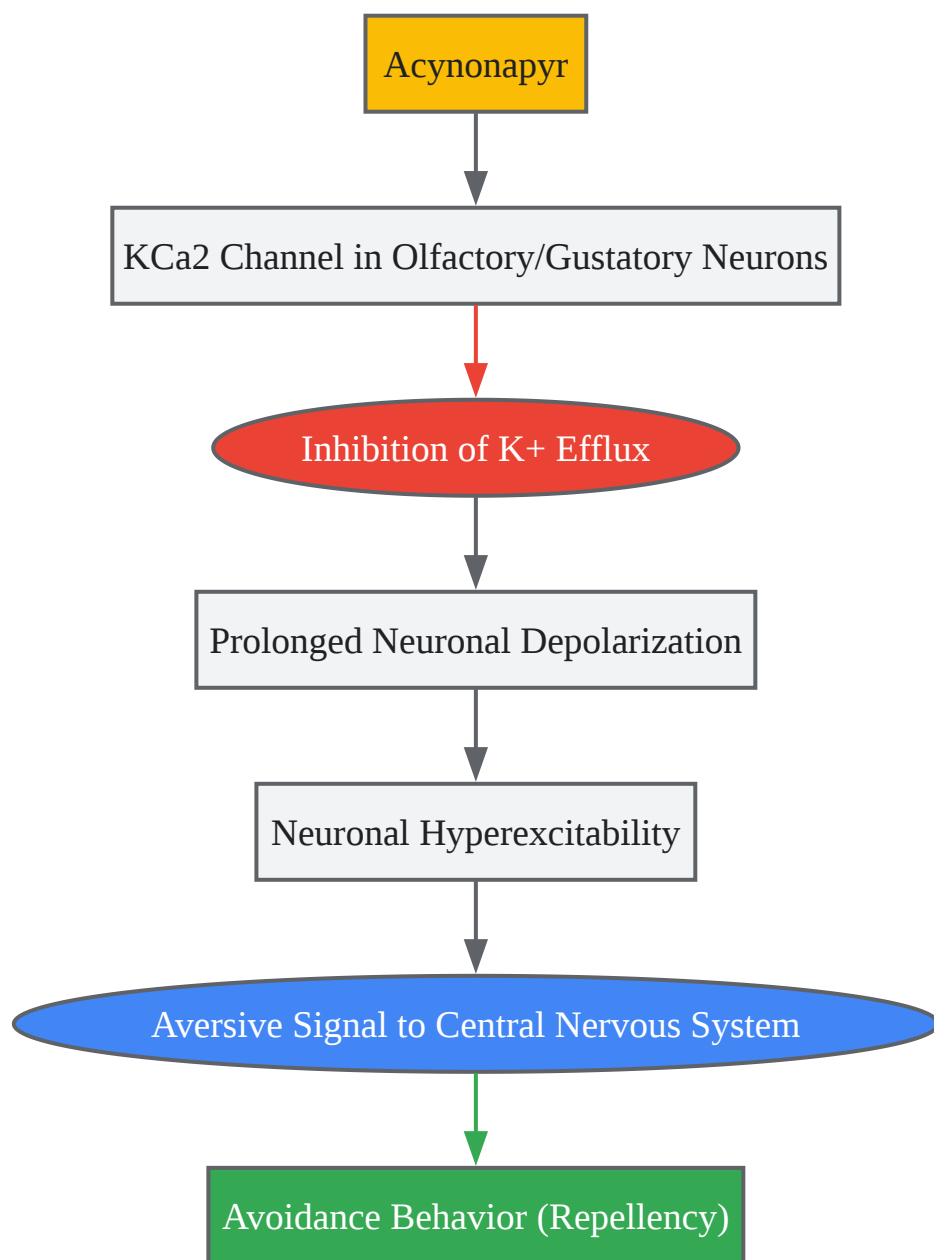 Acynonapyr
KCa2 Channel in Olfactory/Gustatory Neurons
Inhibition of K+ Efflux
Prolonged Neuronal Depolarization
Neuronal Hyperexcitability
Aversive Signal to Central Nervous System
Avoidance Behavior (Repellency)